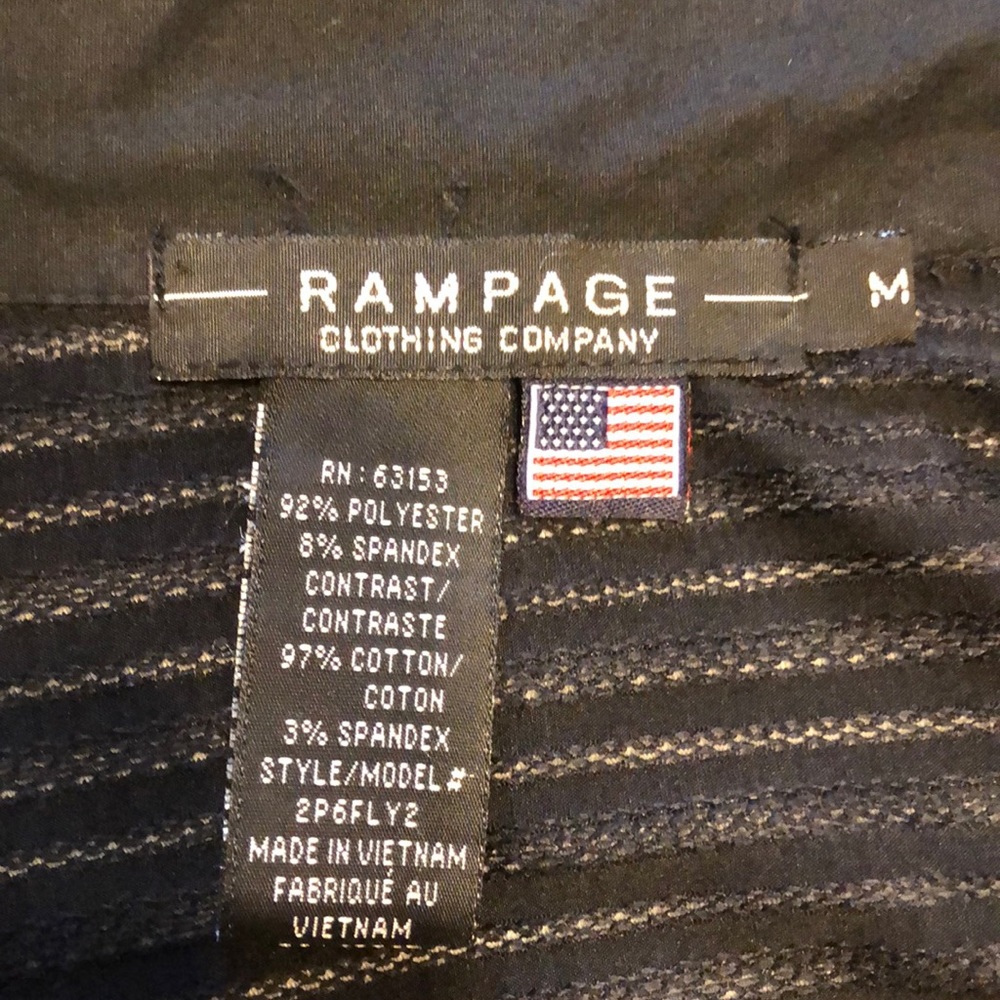 RAMPAGE
CLOTHING COMPANY
M
RN: 63153
92% POLYESTER
8% SPANDEX
CONTRAST/
CONTRASTE
97% COTTON/
COTON
3% SPANDEX
STYLE/MODEL#
2P6FLY2
MADE IN VIETNAM
FABRIQUÉ AU
VIETNAM